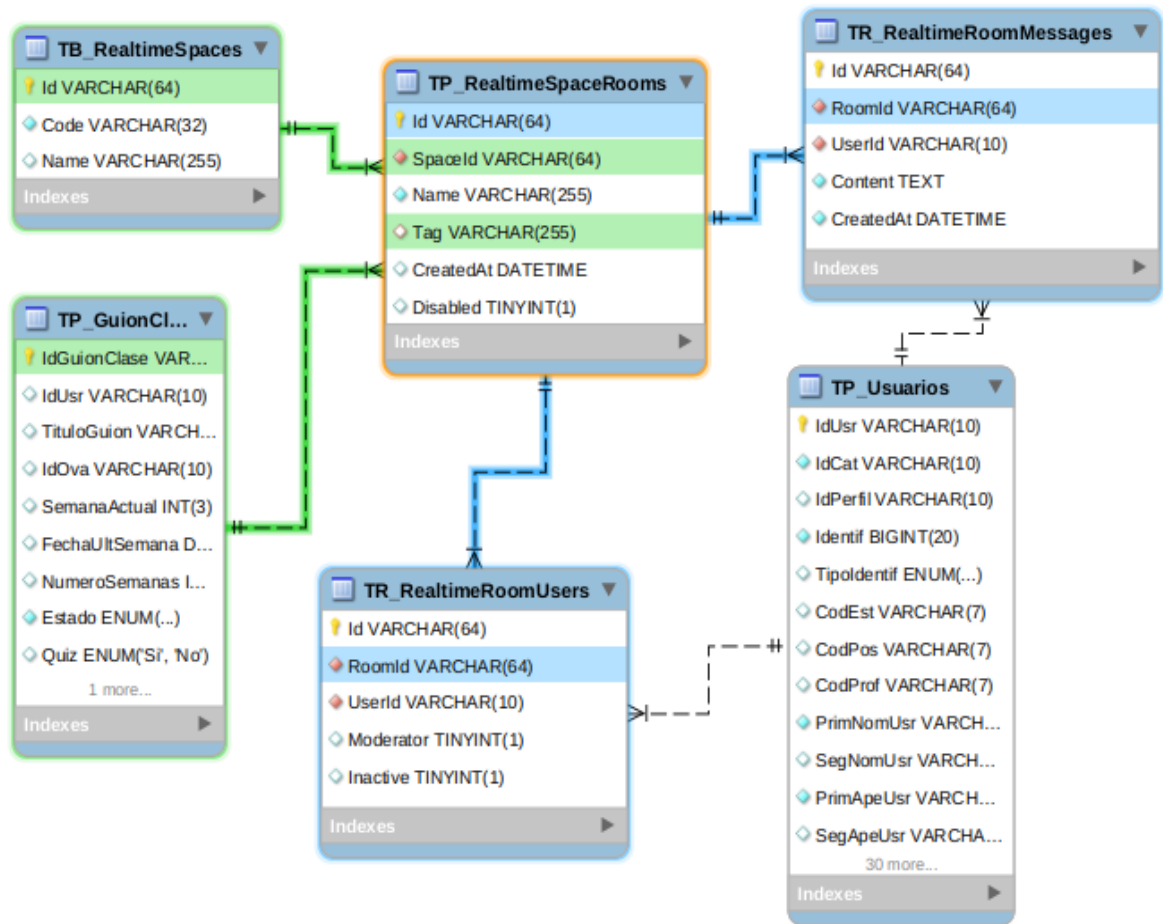 TB_RealtimeSpaces
Id VARCHAR(64)
Code VARCHAR(32)
Name VARCHAR(255)
Indexes
TP_RealtimeSpaceRooms
Id VARCHAR(64)
SpaceId VARCHAR(64)
Name VARCHAR(255)
Tag VARCHAR(255)
CreatedAt DATETIME
Disabled TINYINT(1)
Indexes
TR_RealtimeRoomMessages
Id VARCHAR(64)
RoomId VARCHAR(64)
UserId VARCHAR(10)
Content TEXT
CreatedAt DATETIME
Indexes
TP_GuionCl...
IdGuionClase VAR...
IdUsr VARCHAR(10)
TituloGuion VARCH...
IdOva VARCHAR(10)
SemanaActual INT(3)
FechaUltSemana D...
NumeroSemanas I...
Estado ENUM(...)
Quiz ENUM('Si', 'No')
1 more...
Indexes
TR_RealtimeRoomUsers
Id VARCHAR(64)
RoomId VARCHAR(64)
UserId VARCHAR(10)
Moderator TINYINT(1)
Inactive TINYINT(1)
Indexes
TP_Usuarios
IdUsr VARCHAR(10)
IdCat VARCHAR(10)
IdPerfil VARCHAR(10)
Identif BIGINT(20)
TipoIdentif ENUM(...)
CodEst VARCHAR(7)
CodPos VARCHAR(7)
CodProf VARCHAR(7)
PrimNomUsr VARCH...
SegNomUsr VARCH...
PrimApeUsr VARCH...
SegApeUsr VARCHA...
30 more...
Indexes